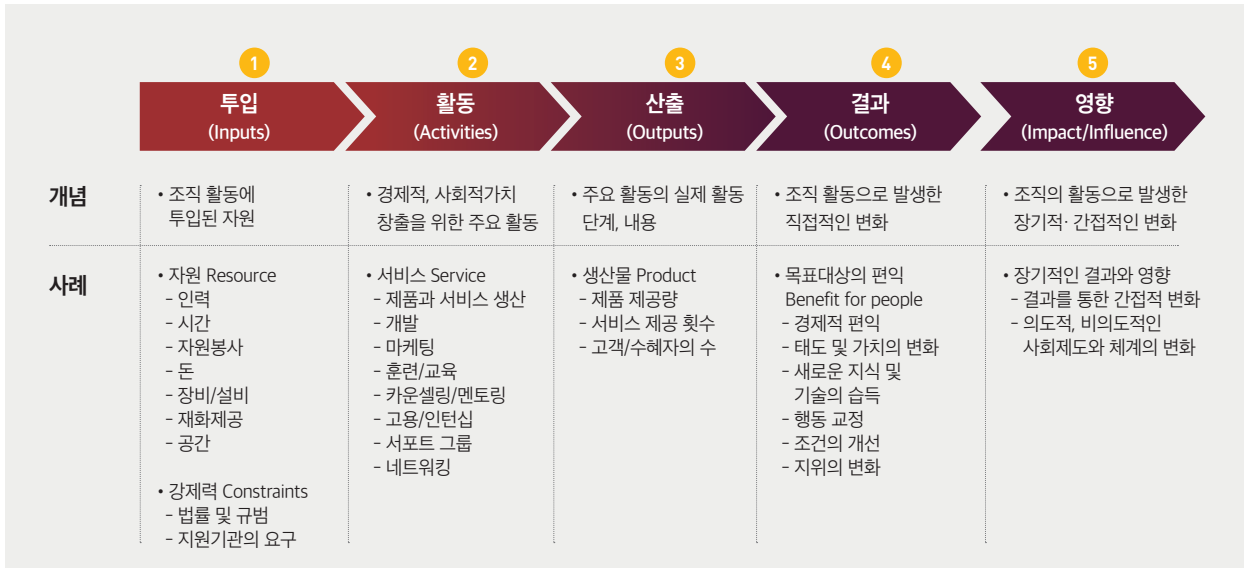 1
투입
(Inputs)
2
활동
(Activities)
3
산출
(Outputs)
4
결과
(Outcomes)
5
영향
(Impact/Influence)
개념
• 조직 활동에
투입된 자원
• 경제적, 사회적가치
창출을 위한 주요 활동
• 주요 활동의 실제 활동
단계, 내용
• 조직 활동으로 발생한
직접적인 변화
• 조직의 활동으로 발생한
장기적· 간접적인 변화
사례
• 자원 Resource
- 인력
- 시간
- 자원봉사
- 돈
- 장비/설비
- 재화제공
- 공간
• 강제력 Constraints
- 법률 및 규범
- 지원기관의 요구
• 서비스 Service
- 제품과 서비스 생산
- 개발
- 마케팅
- 훈련/교육
- 카운셀링/멘토링
- 고용/인턴십
- 서포트 그룹
- 네트워킹
• 생산물 Product
- 제품 제공량
- 서비스 제공 횟수
- 고객/수혜자의 수
• 목표대상의 편익
Benefit for people
- 경제적 편익
- 태도 및 가치의 변화
- 새로운 지식 및
기술의 습득
- 행동 교정
- 조건의 개선
- 지위의 변화
• 장기적인 결과와 영향
- 결과를 통한 간접적 변화
- 의도적, 비의도적인
사회제도와 체계의 변화